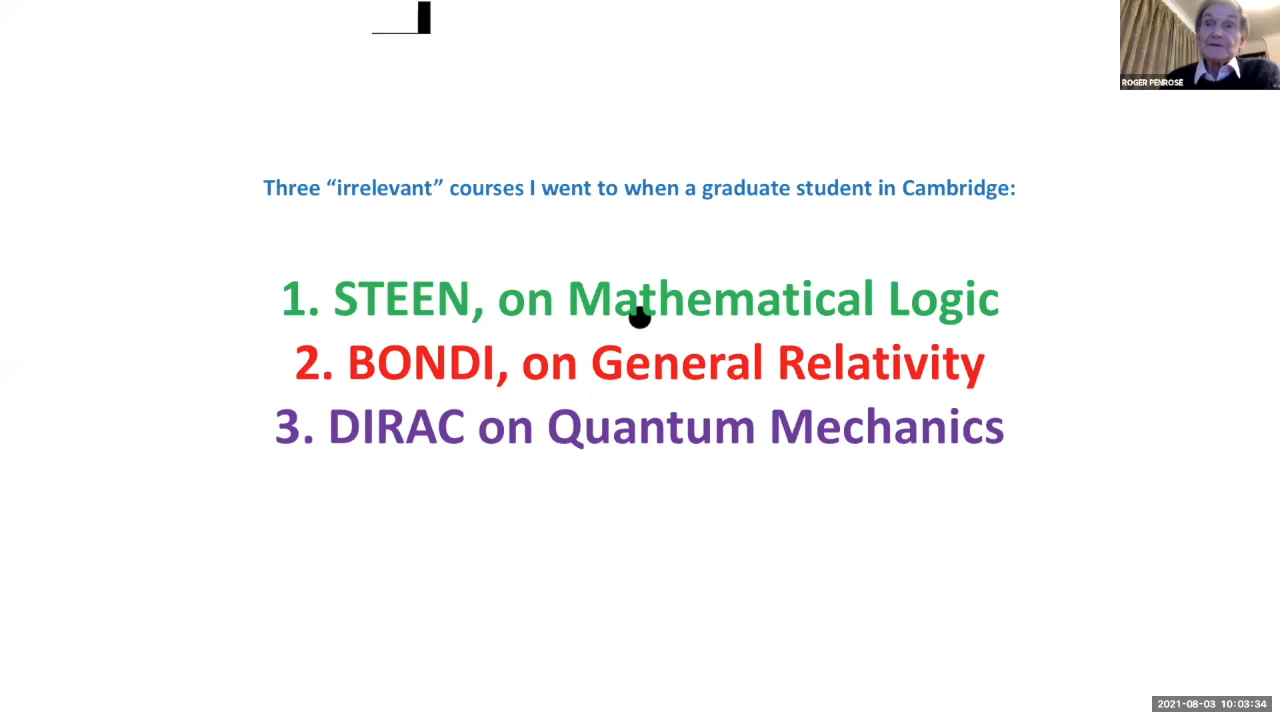 ROGER PENROSE
Three “irrelevant” courses I went to when a graduate student in Cambridge:
1. STEEN, on Mathematical Logic
2. BONDI, on General Relativity
3. DIRAC on Quantum Mechanics
2021-08-03 10:03:34